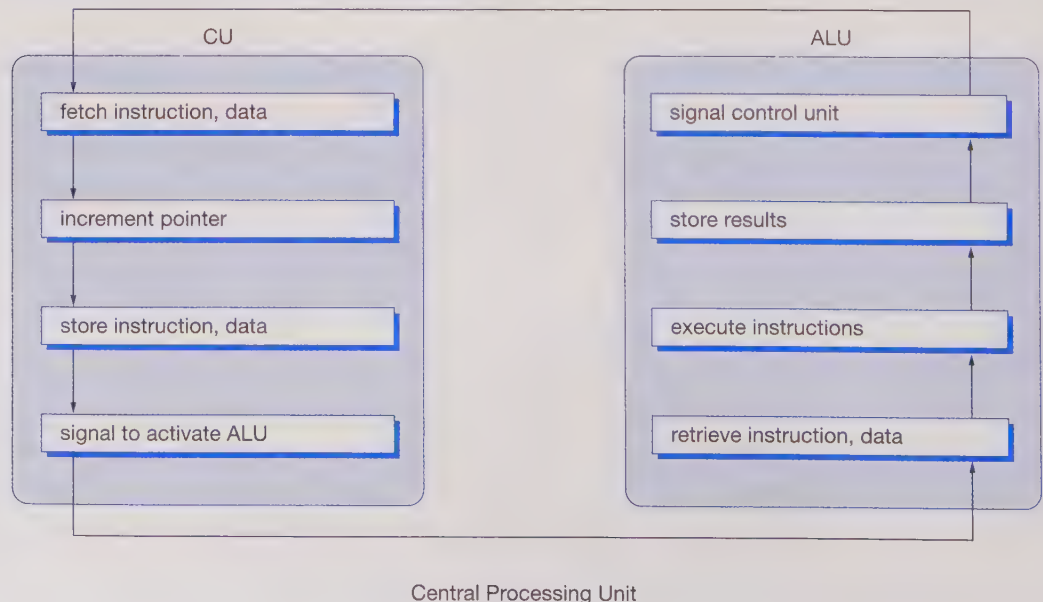 CU
fetch instruction, data
increment pointer
store instruction, data
signal to activate ALU
ALU
signal control unit
store results
execute instructions
retrieve instruction, data
Central Processing Unit